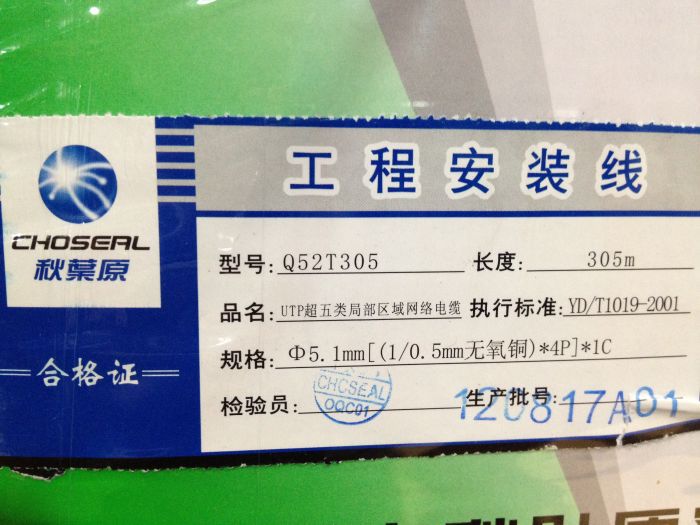 工程安装线
CHOSEAL
秋葉原
合格证
型号: Q52T305 长度: 305m
品名: UTP超五类局部区域网络电缆 执行标准: YD/T1019-2001
规格: Φ5.1mm[(1/0.5mm无氧铜)*4P]*1C
检验员: CHCSEAL OQC01 生产批号: 120817A01